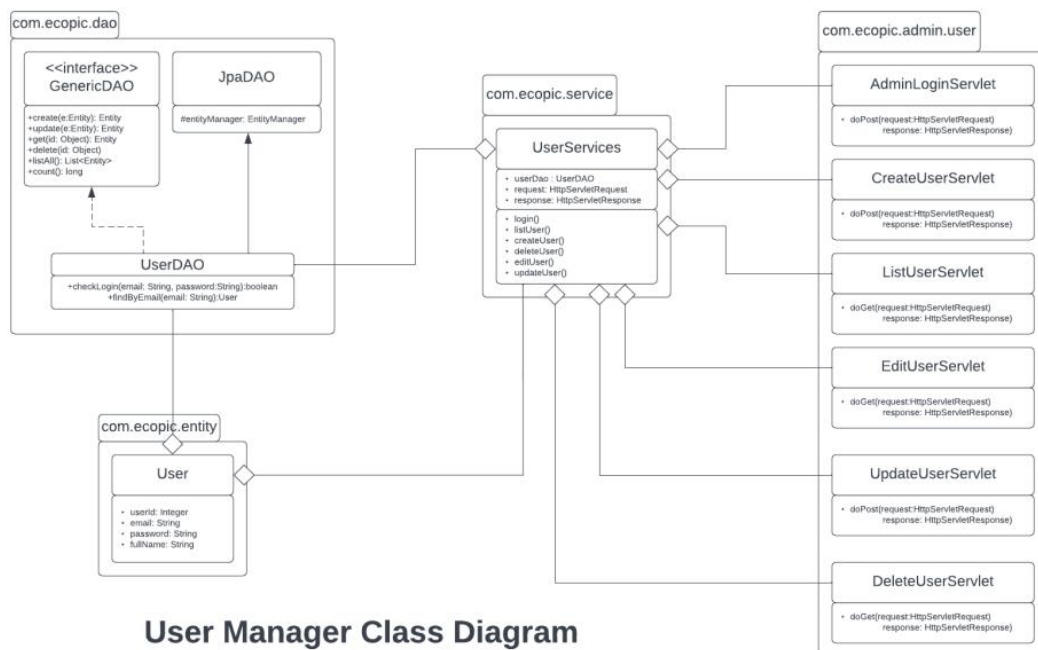 com.ecopic.dao
<<interface>>
GenericDAO
+create(e:Entity): Entity
+update(e:Entity): Entity
+get(id: Object): Entity
+delete(id: Object)
+listAll(): List<Entity>
+count(): long
JpaDAO
#entityManager: EntityManager
UserDAO
+checkLogin(email: String, password:String):boolean
+findByEmail(email: String):User
com.ecopic.entity
User
• userId: Integer
• email: String
• password: String
• fullName: String
com.ecopic.service
UserServices
• userDao : UserDAO
• request: HttpServletRequest
• response: HttpServletResponse
• login()
• listUser()
• createUser()
• deleteUser()
• editUser()
• updateUser()
com.ecopic.admin.user
AdminLoginServlet
• doPost(request:HttpServletRequest)
response: HttpServletResponse)
CreateUserServlet
• doPost(request:HttpServletRequest)
response: HttpServletResponse)
ListUserServlet
• doGet(request:HttpServletRequest)
response: HttpServletResponse)
EditUserServlet
• doGet(request:HttpServletRequest)
response: HttpServletResponse)
UpdateUserServlet
• doPost(request:HttpServletRequest)
response: HttpServletResponse)
DeleteUserServlet
• doGet(request:HttpServletRequest)
response: HttpServletResponse)
User Manager Class Diagram